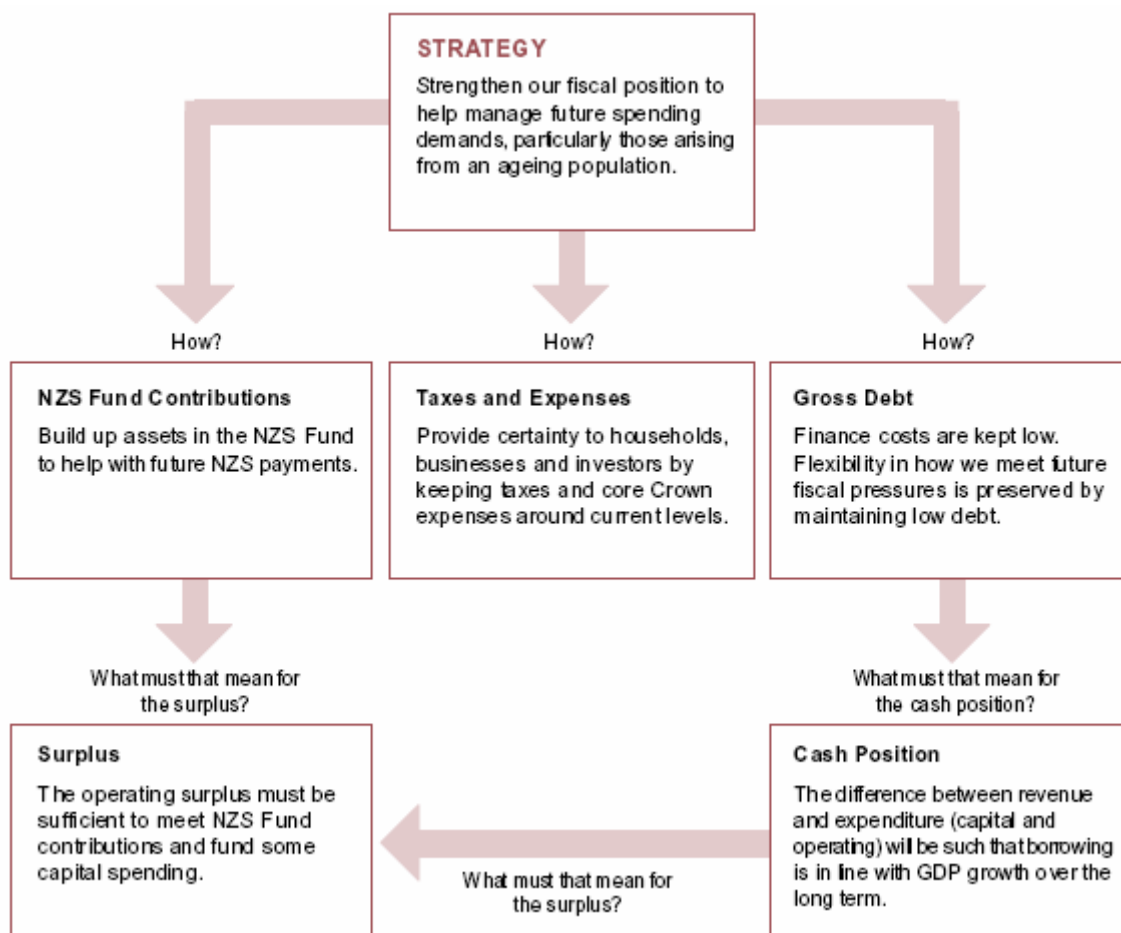 STRATEGY
Strengthen our fiscal position to
help manage future spending
demands, particularly those arising
from an ageing population.
How?
How?
How?
NZS Fund Contributions
Build up assets in the NZS Fund
to help with future NZS payments.
Taxes and Expenses
Provide certainty to households,
businesses and investors by
keeping taxes and core Crown
expenses around current levels.
Gross Debt
Finance costs are kept low.
Flexibility in how we meet future
fiscal pressures is preserved by
maintaining low debt.
What must that mean for
the surplus?
What must that mean for
the cash position?
Surplus
The operating surplus must be
sufficient to meet NZS Fund
contributions and fund some
capital spending.
What must that mean for
the surplus?
Cash Position
The difference between revenue
and expenditure (capital and
operating) will be such that borrowing
is in line with GDP growth over the
long term.